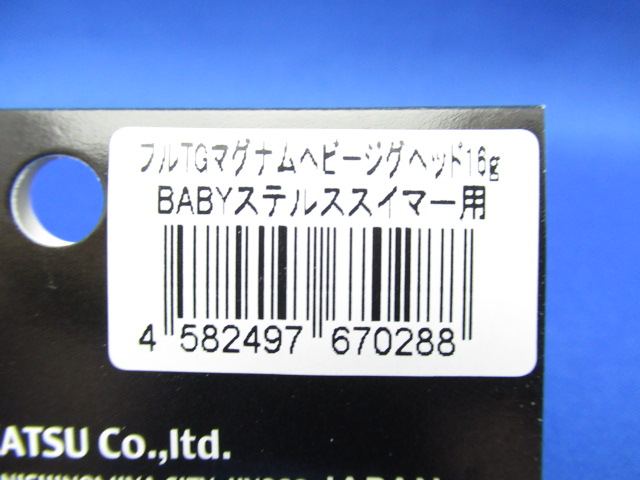 フルTGマグナムヘビージグヘッド16g
BABYステルススイマー用
4 582497 670288
ATSU Co.,ltd.